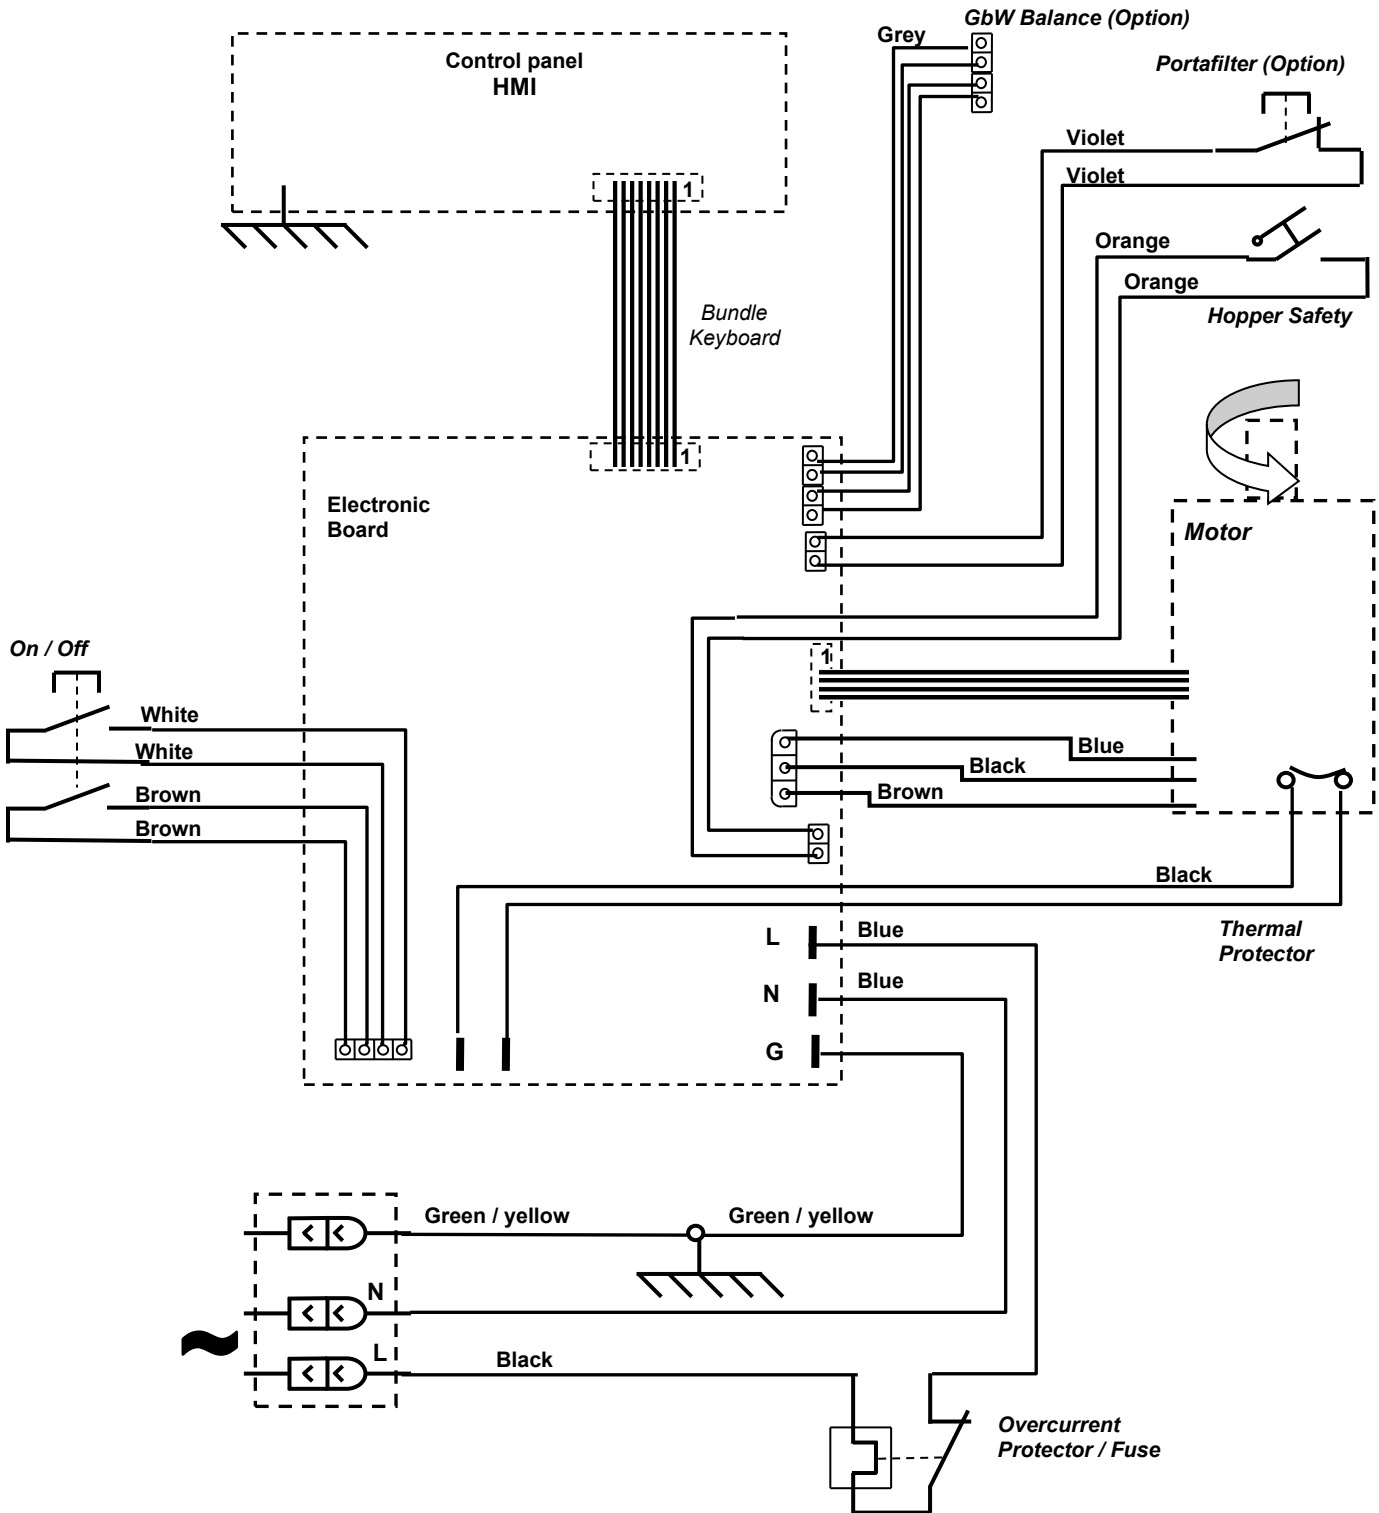 GbW Balance (Option)
Grey
Control panel
HMI
Portafilter (Option)
Violet
1
Violet
Orange
Orange
Hopper Safety
Bundle
Keyboard
1
Electronic
Board
Motor
On / Off
1
White
Blue
White
Black
Brown
Brown
Brown
Black
L
Blue
Thermal
Protector
N
Blue
G
Green / yellow
Green / yellow
N
L
Black
Overcurrent
Protector / Fuse